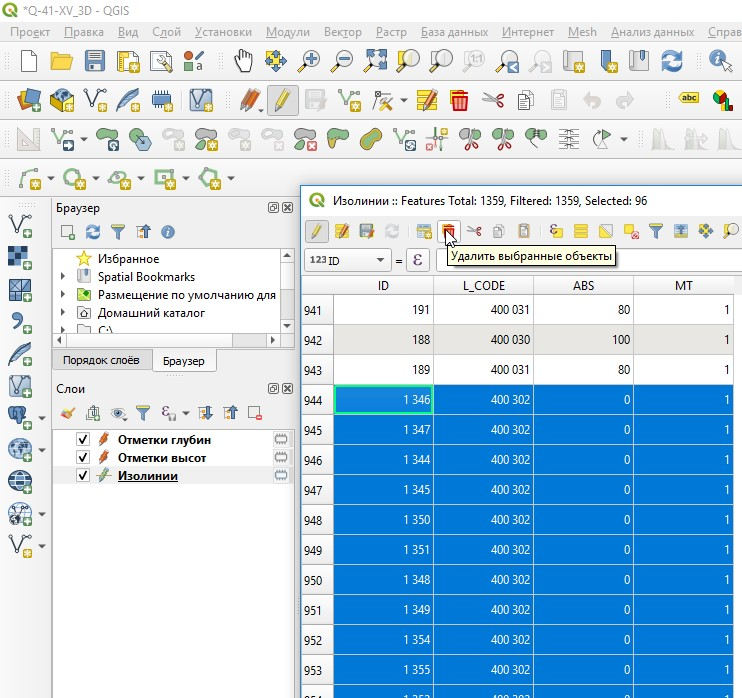 *Q-41-XV_3D - QGIS
Проект Правка Вид Слой Установки Модули Вектор Растр База данных Интернет Mesh Анализ данных Справ
abc
Изолинии :: Features Total: 1359, Filtered: 1359, Selected: 96
Браузер
Удалить выбранные объекты
123 ID = ε
Избранное
Spatial Bookmarks
Размещение по умолчанию для
Домашний каталог
C:\
Порядок слоёв Браузер
Слои
Отметки глубин
Отметки высот
Изолинии
ID L_CODE ABS MT
941 191 400 031 80 1
942 188 400 030 100 1
943 189 400 031 80 1
944 1 346 400 302 0 1
945 1 347 400 302 0 1
946 1 344 400 302 0 1
947 1 345 400 302 0 1
948 1 350 400 302 0 1
949 1 351 400 302 0 1
950 1 348 400 302 0 1
951 1 349 400 302 0 1
952 1 354 400 302 0 1
953 1 355 400 302 0 1